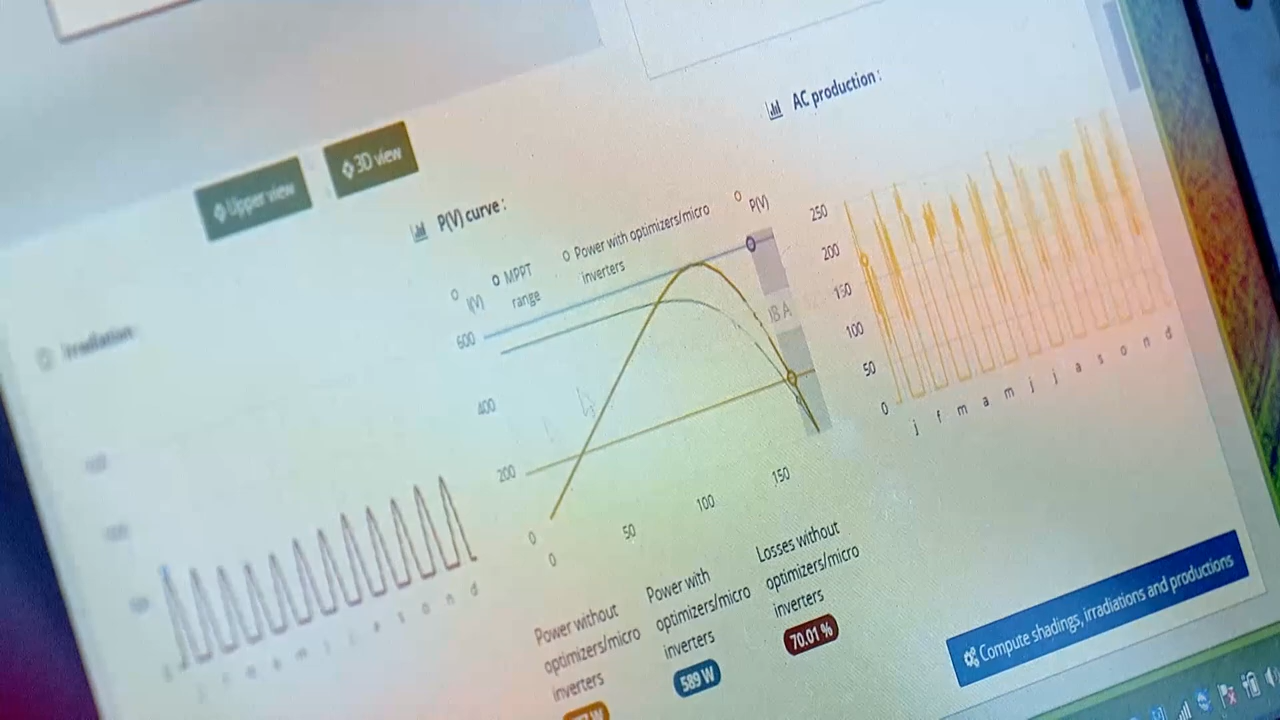 Upper view
3D view
Irradiation
P(V) curve :
I(V)
MPPT
range
Power with optimizers/micro
inverters
P(V)
600
400
200
0
0
50
100
150
Power without
optimizers/micro
inverters
W
Power with
optimizers/micro
inverters
589 W
Losses without
optimizers/micro
inverters
70.01 %
AC production :
250
200
150
100
50
0
j f m a m j j a s o n d
Compute shadings, irradiations and productions